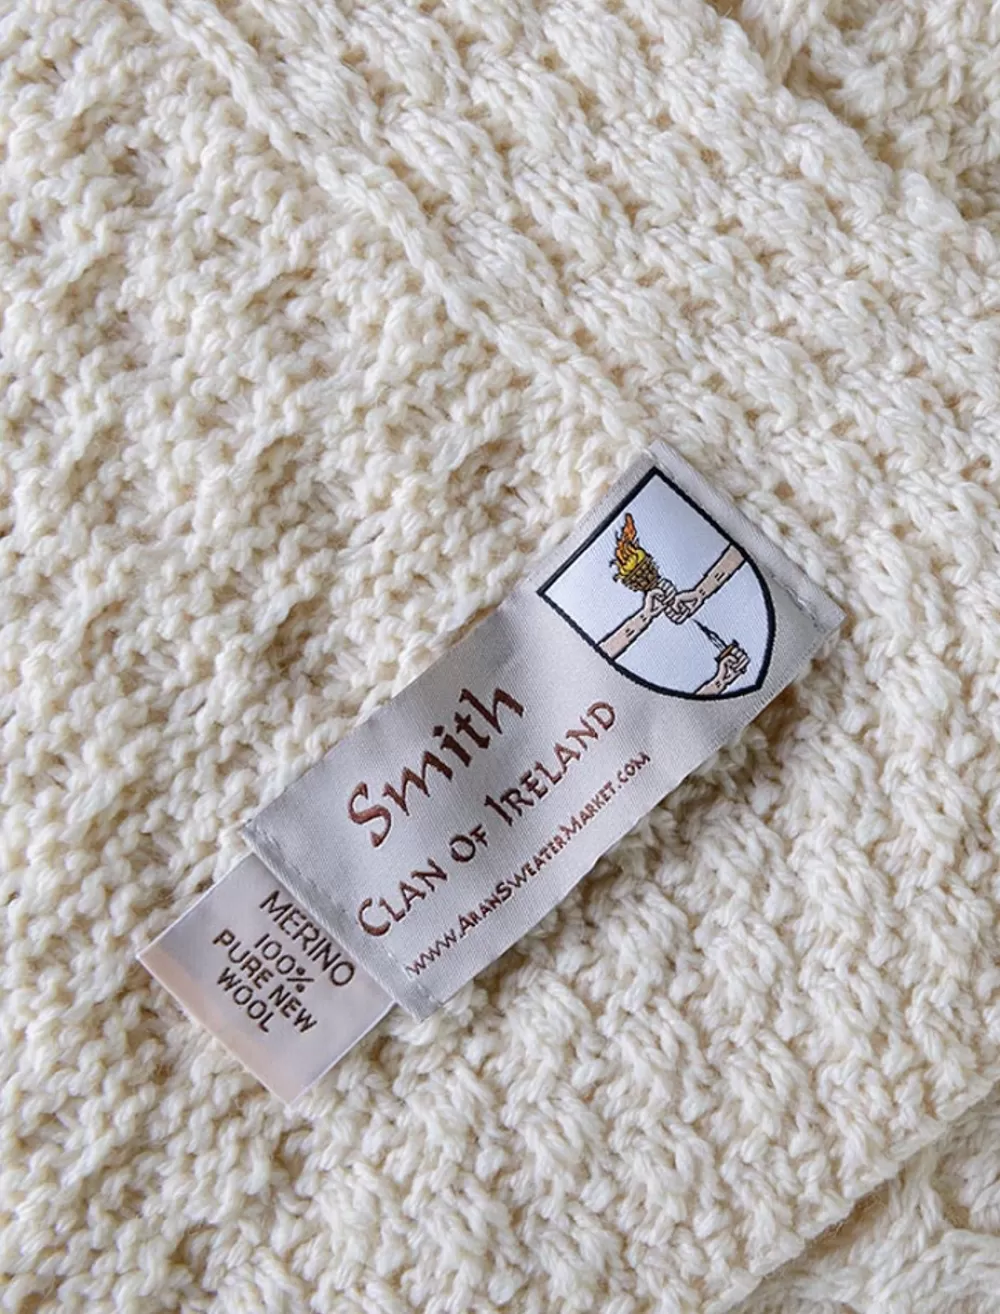 Smith
CLAN OF IRELAND
WWW.ARANSWEATERMARKET.COM
MERINO
100%
PURE NEW
WOOL